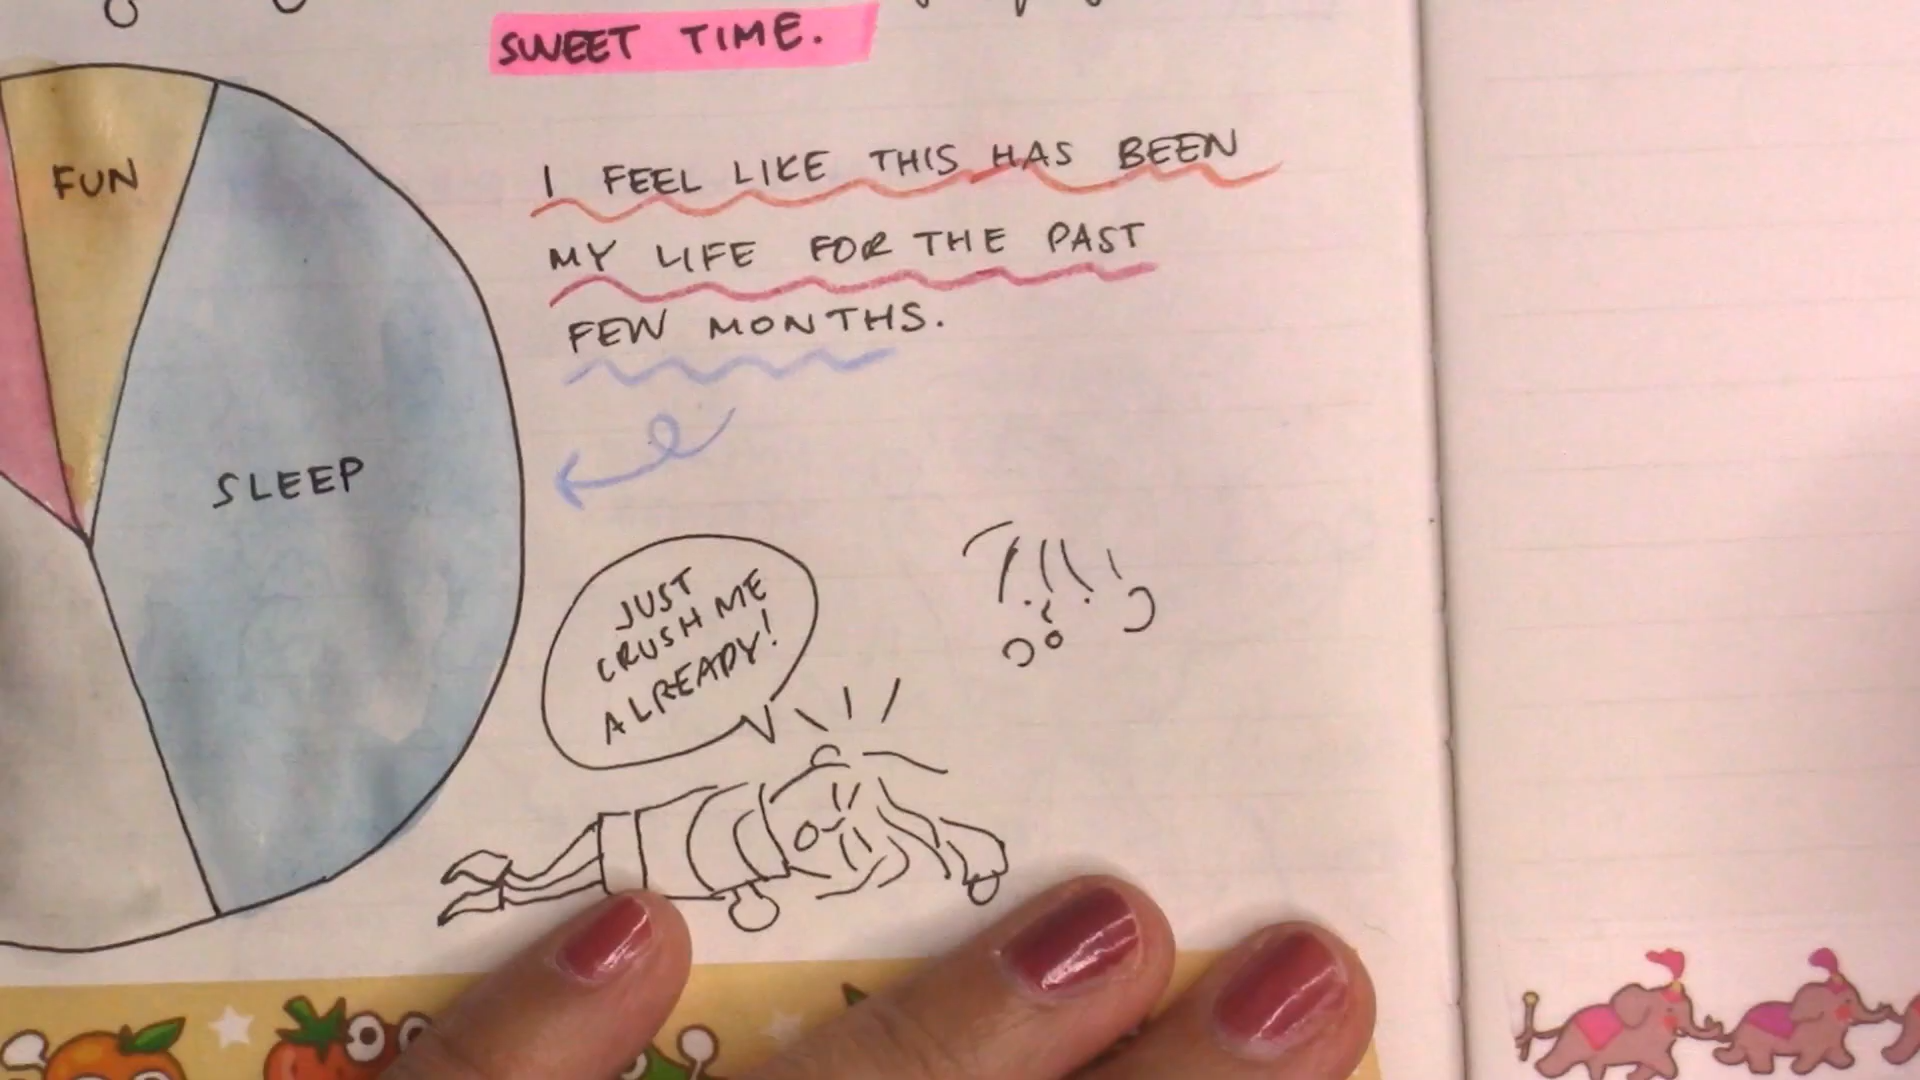 SWEET TIME.
I FEEL LIKE THIS HAS BEEN
MY LIFE FOR THE PAST
FEW MONTHS.
FUN
SLEEP
JUST
CRUSH ME
ALREADY!